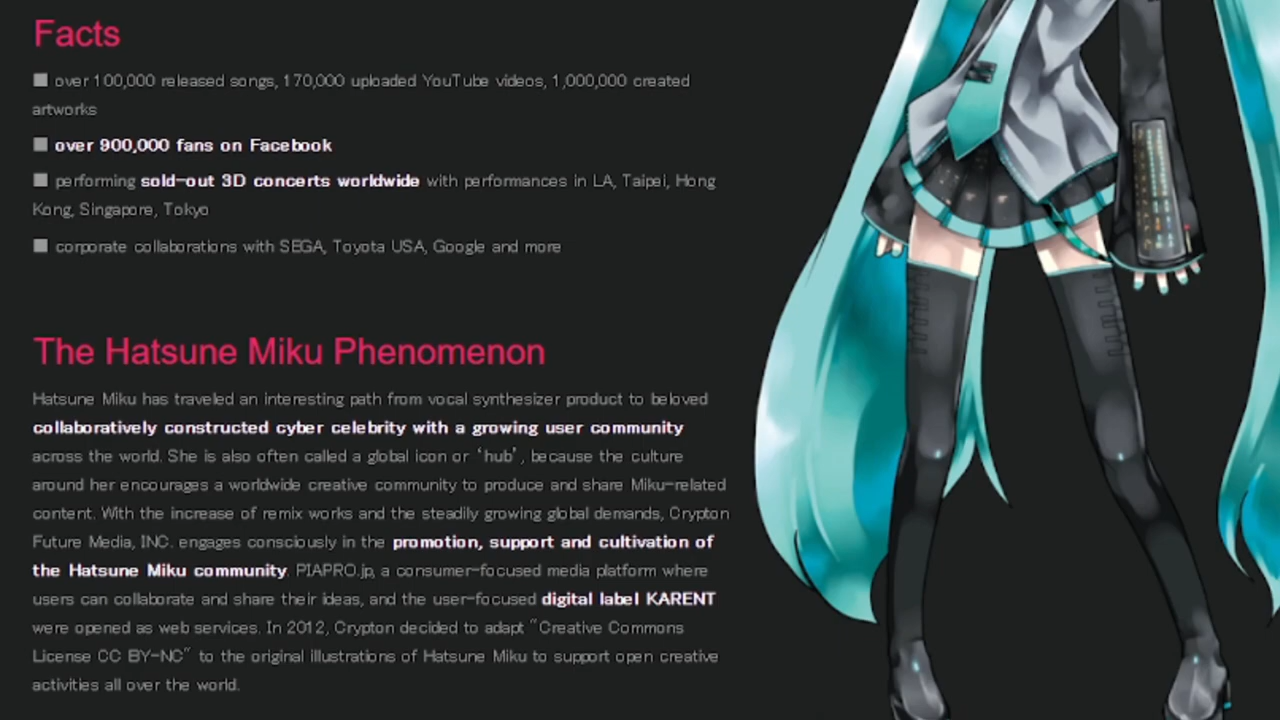 Facts
■ over 100,000 released songs, 170,000 uploaded YouTube videos, 1,000,000 created
artworks
■ over 900,000 fans on Facebook
■ performing sold-out 3D concerts worldwide with performances in LA, Taipei, Hong
Kong, Singapore, Tokyo
■ corporate collaborations with SEGA, Toyota USA, Google and more
The Hatsune Miku Phenomenon
Hatsune Miku has traveled an interesting path from vocal synthesizer product to beloved
collaboratively constructed cyber celebrity with a growing user community
across the world. She is also often called a global icon or ‘hub’, because the culture
around her encourages a worldwide creative community to produce and share Miku-related
content. With the increase of remix works and the steadily growing global demands, Crypton
Future Media, INC. engages consciously in the promotion, support and cultivation of
the Hatsune Miku community. PIAPRO.jp, a consumer-focused media platform where
users can collaborate and share their ideas, and the user-focused digital label KARENT
were opened as web services. In 2012, Crypton decided to adapt "Creative Commons
License CC BY-NC" to the original illustrations of Hatsune Miku to support open creative
activities all over the world.